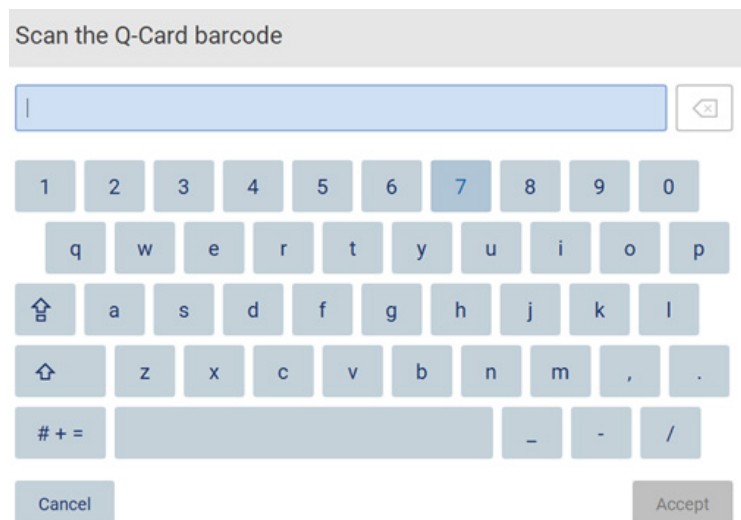 Scan the Q-Card barcode
1 2 3 4 5 6 7 8 9 0
q w e r t y u i o p
a s d f g h j k l
z x c v b n m , .
# + = _ - /
Cancel Accept